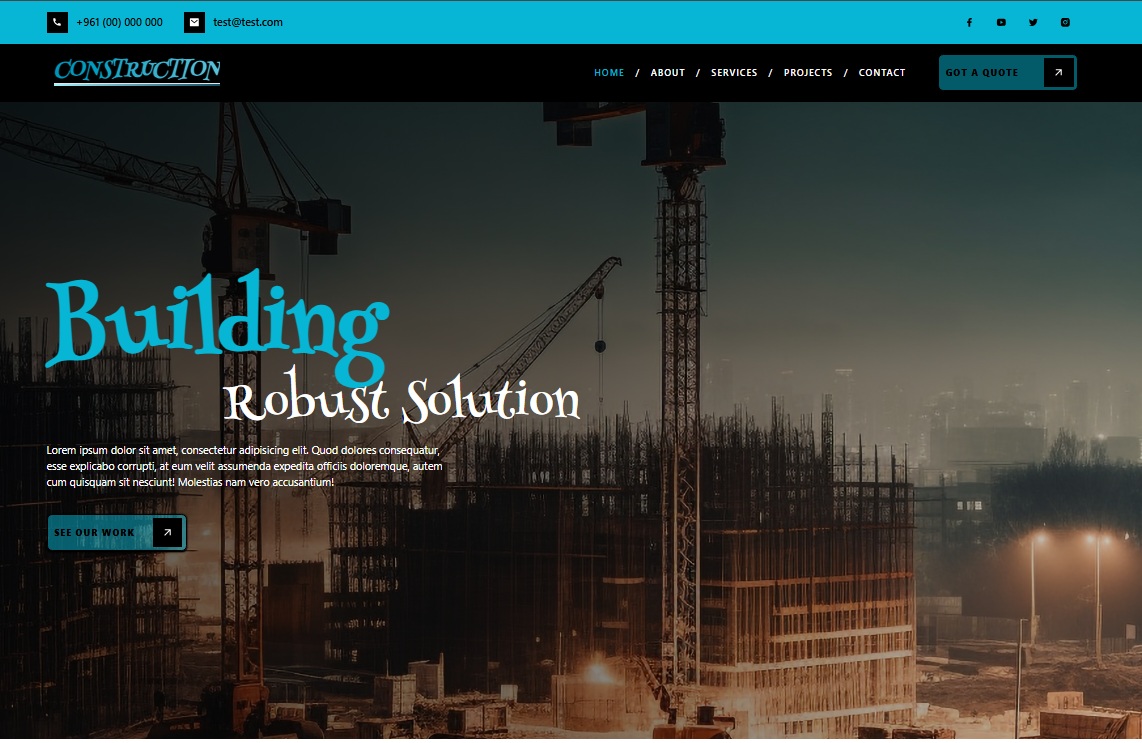 +961 (00) 000 000 test@test.com
CONSTRUCTION
HOME / ABOUT / SERVICES / PROJECTS / CONTACT
GOT A QUOTE
Building
Robust Solution
Lorem ipsum dolor sit amet, consectetur adipisicing elit. Quod dolores consequatur,
esse explicabo corrupti, at eum velit assumenda expedita officiis doloremque, autem
cum quisquam sit nesciunt! Molestias nam vero accusantium!
SEE OUR WORK